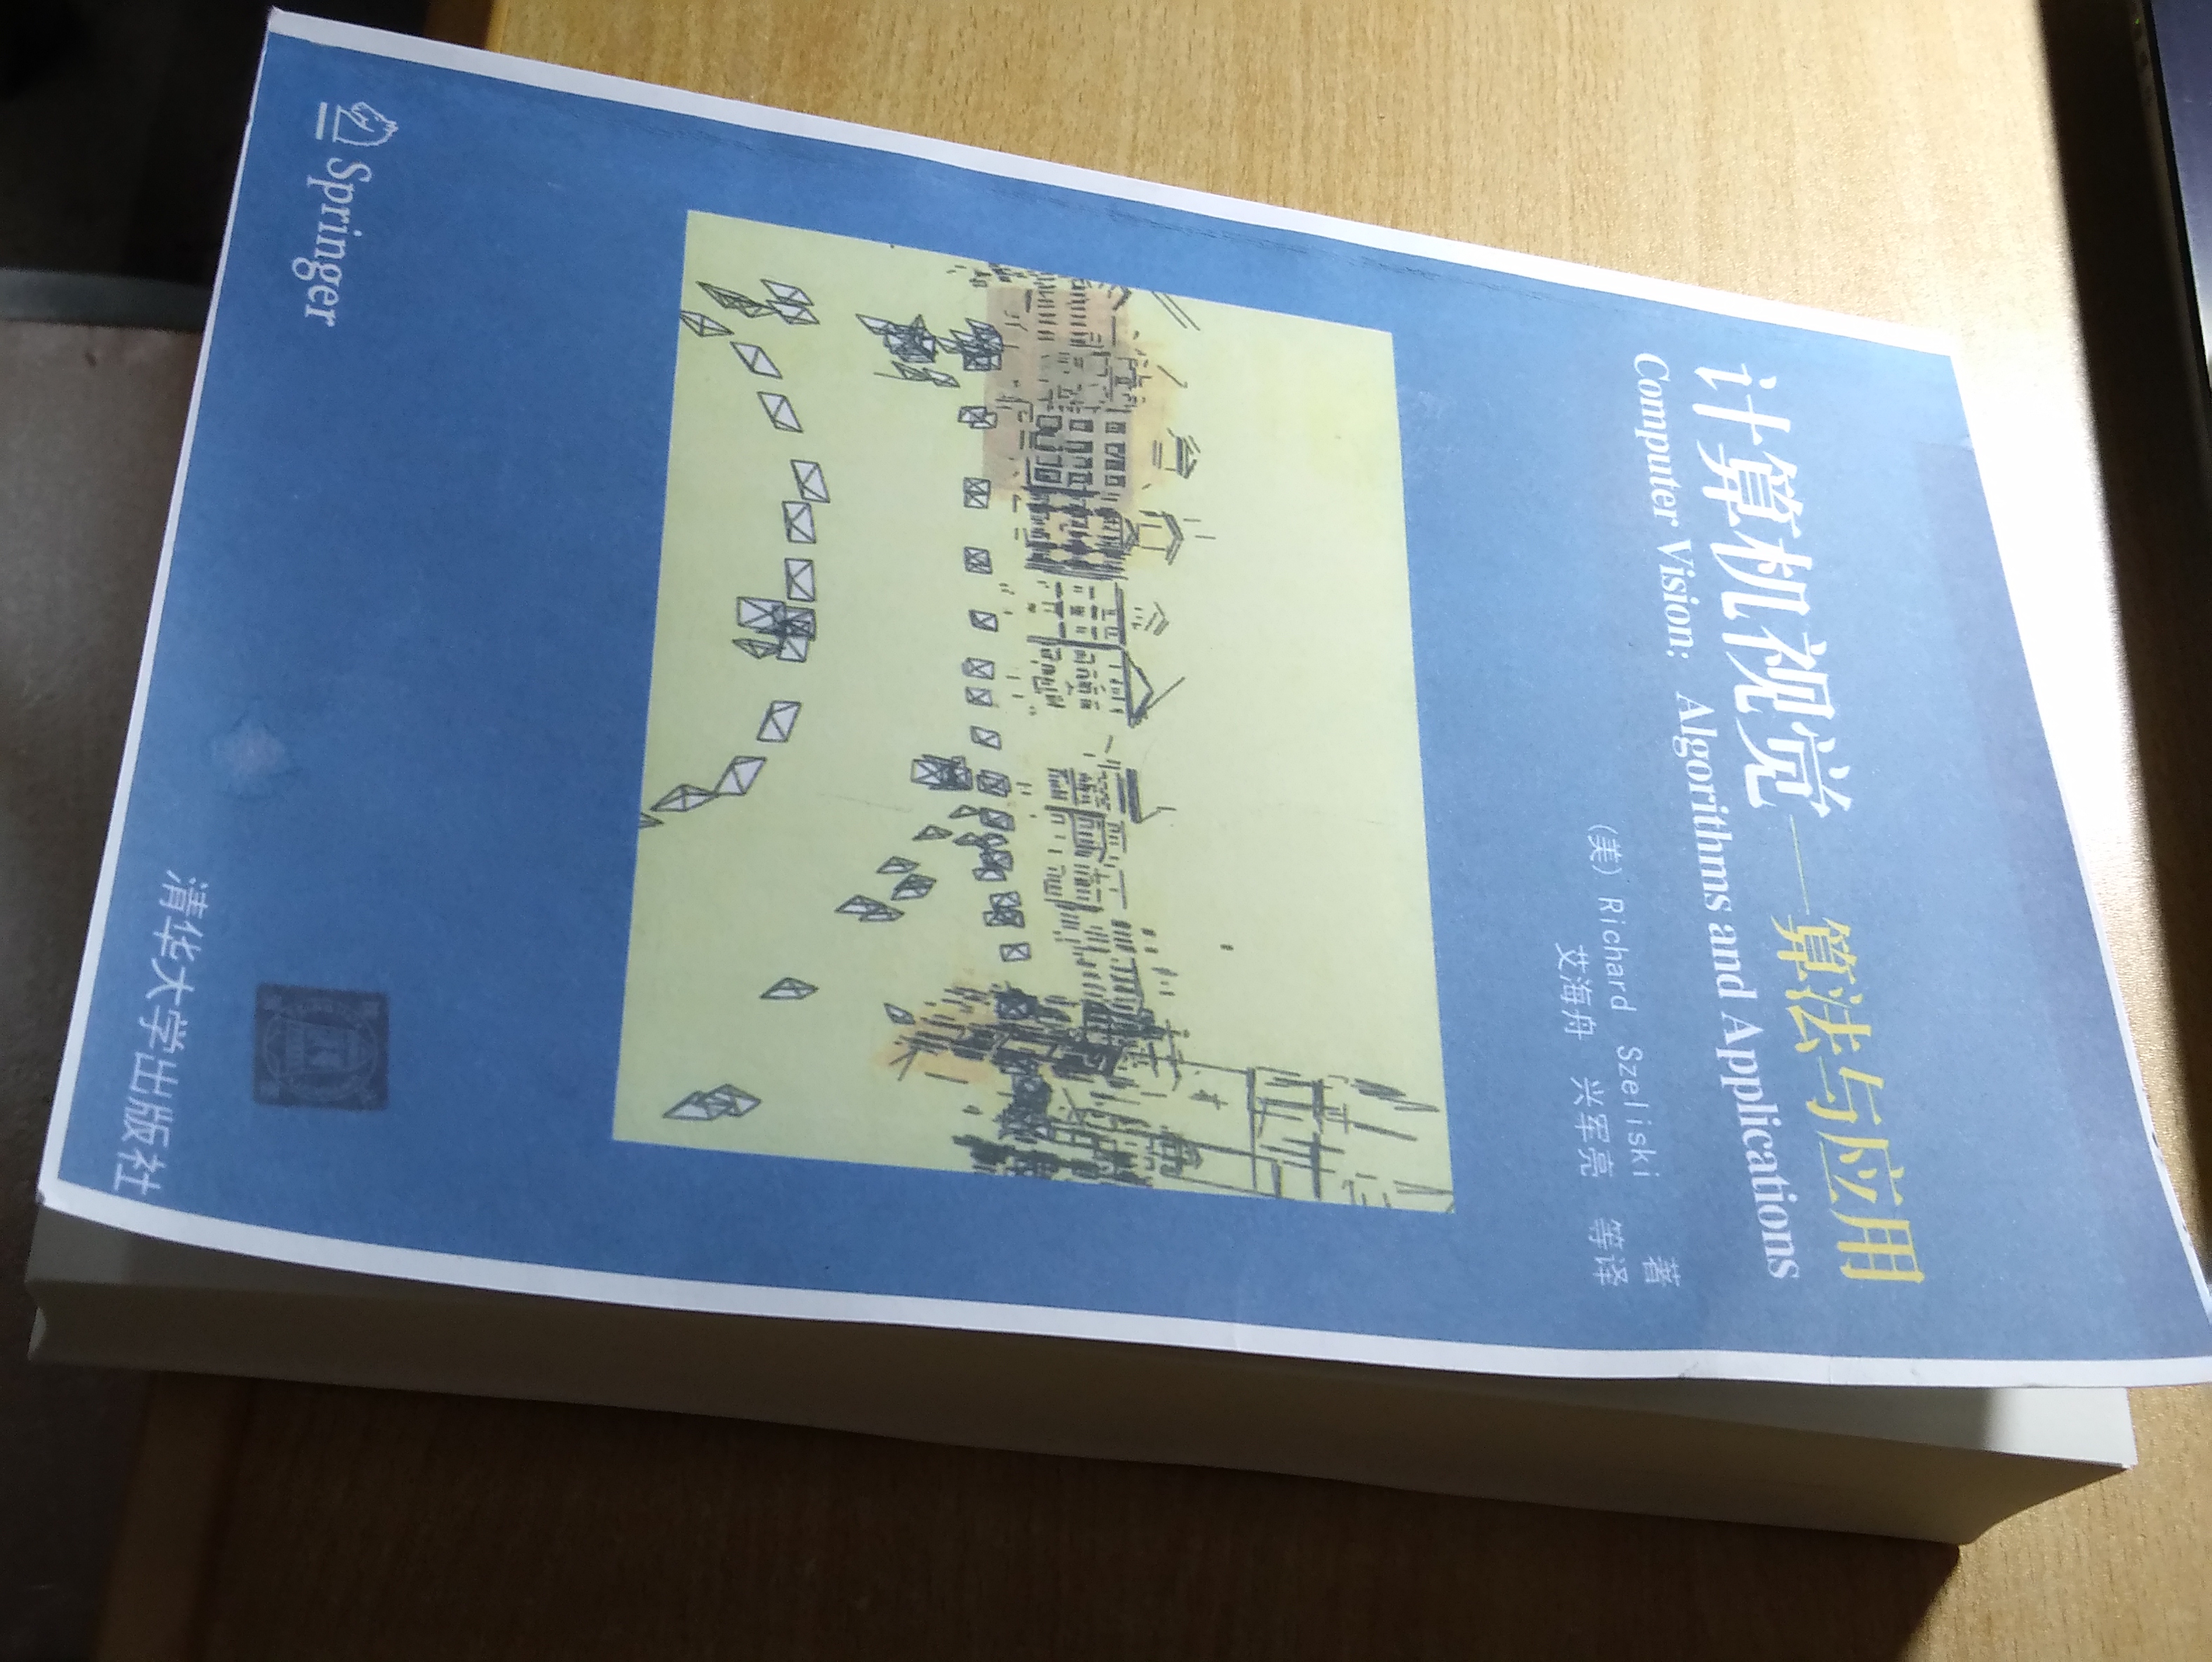 计算机视觉——算法与应用
Computer Vision: Algorithms and Applications
(美) Richard Szeliski 著
艾海舟 兴军亮 等译
Springer
清华大学出版社